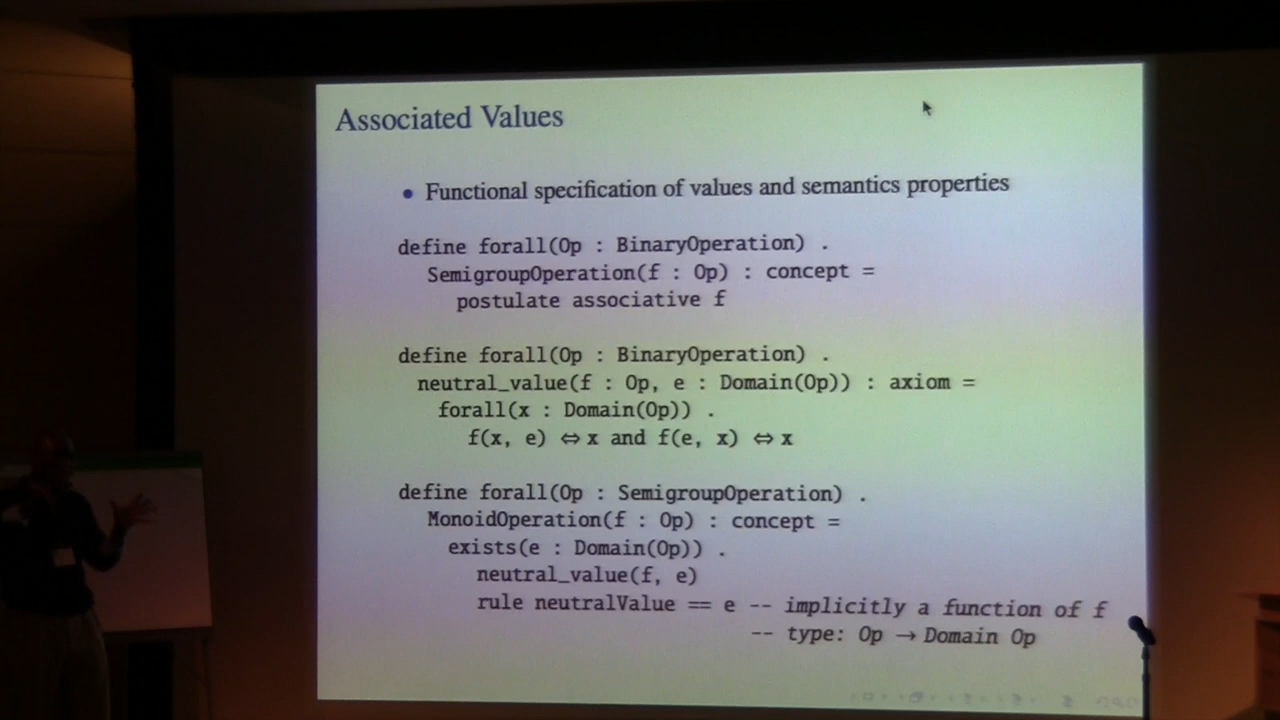 Associated Values
• Functional specification of values and semantics properties
define forall(Op : BinaryOperation) .
SemigroupOperation(f : Op) : concept =
postulate associative f
define forall(Op : BinaryOperation) .
neutral_value(f : Op, e : Domain(Op)) : axiom =
forall(x : Domain(Op)) .
f(x, e) ⇔ x and f(e, x) ⇔ x
define forall(Op : SemigroupOperation) .
MonoidOperation(f : Op) : concept =
exists(e : Domain(Op)) .
neutral_value(f, e)
rule neutralValue == e -- implicitly a function of f
-- type: Op → Domain Op